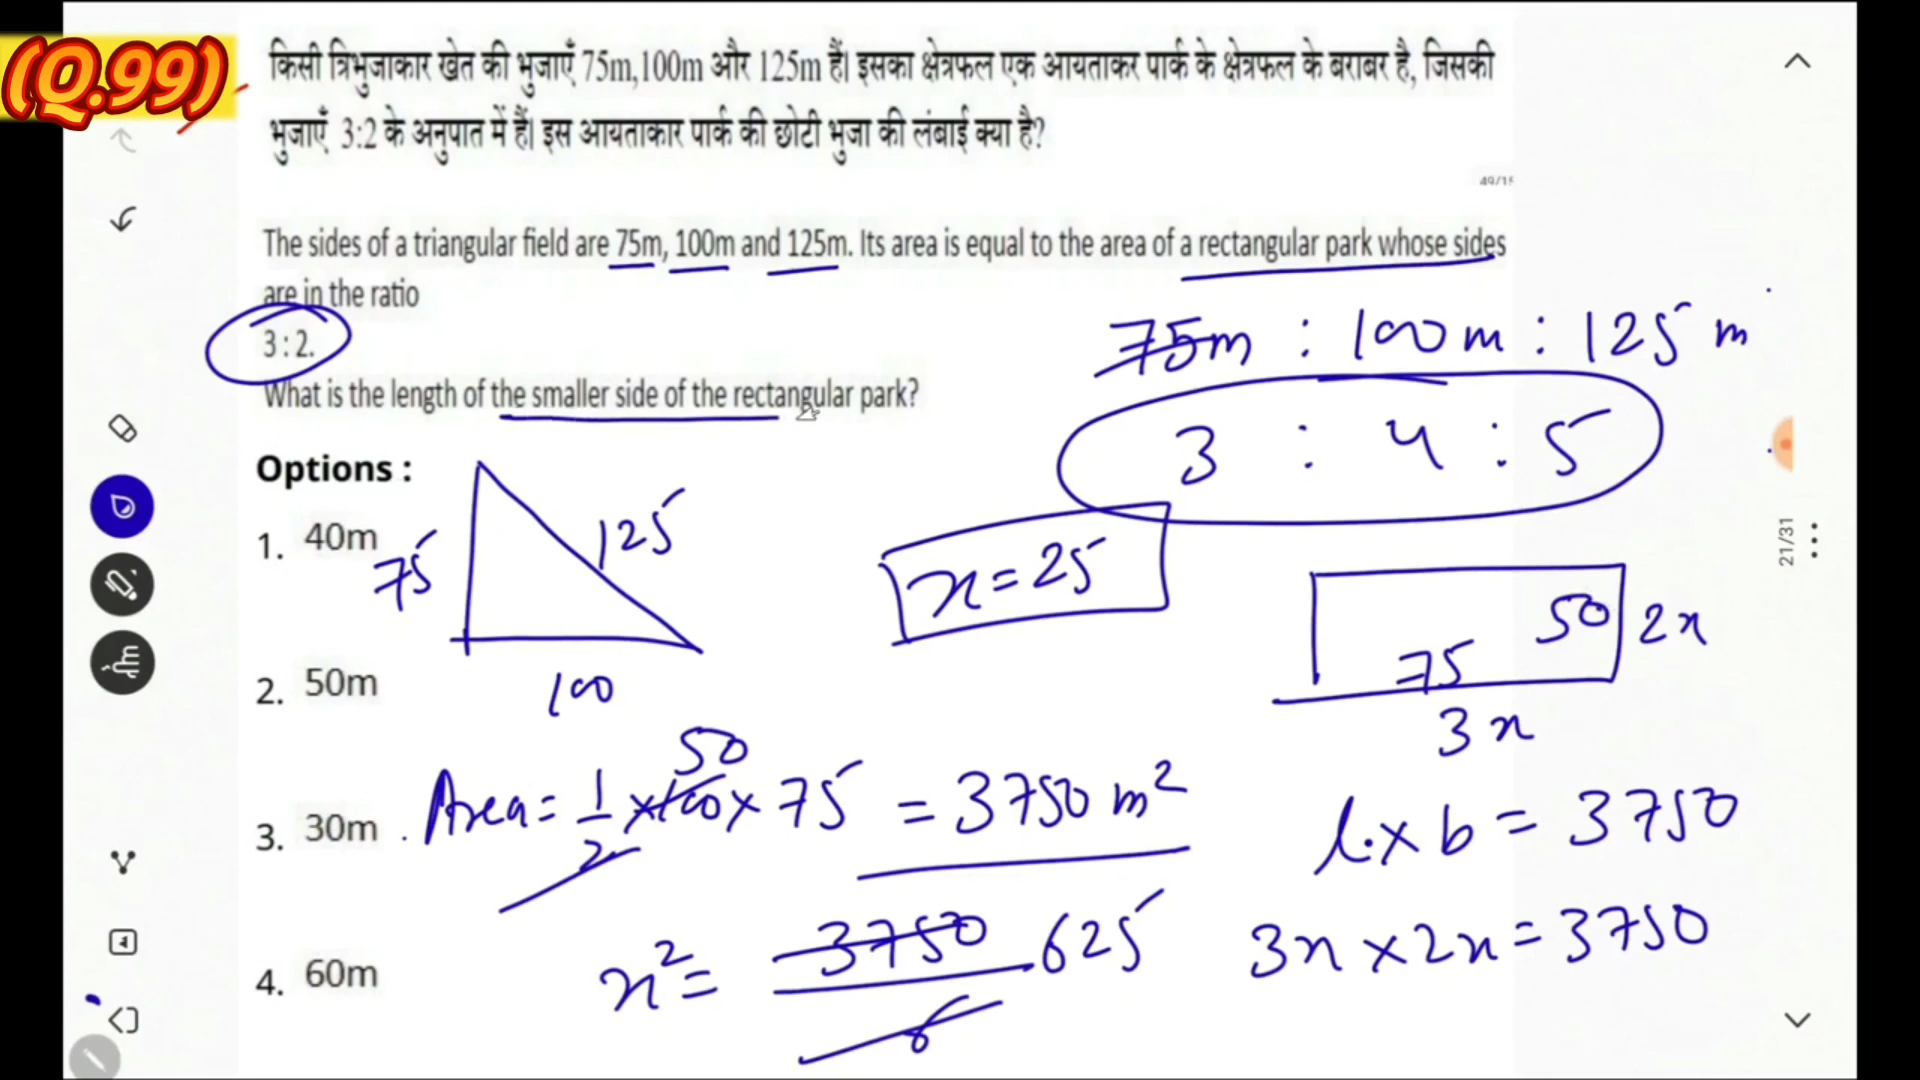 (Q.99)
किसी त्रिभुजाकार खेत की भुजाएँ 75m,100m और 125m हैं। इसका क्षेत्रफल एक आयताकर पार्क के क्षेत्रफल के बराबर है, जिसकी
भुजाएँ 3:2 के अनुपात में हैं। इस आयताकार पार्क की छोटी भुजा की लंबाई क्या है?
The sides of a triangular field are 75m, 100m and 125m. Its area is equal to the area of a rectangular park whose sides
are in the ratio
3:2.
What is the length of the smaller side of the rectangular park?
75m : 100m : 125 m
3 : 4 : 5
Options :
1. 40m
75
125
100
x = 25
50
2x
75
3x
2. 50m
50
Area = 1/2 × 100 × 75 = 3750 m²
l × b = 3750
3. 30m
x² = 3750/6 625
3x × 2x = 3750
4. 60m
21/31